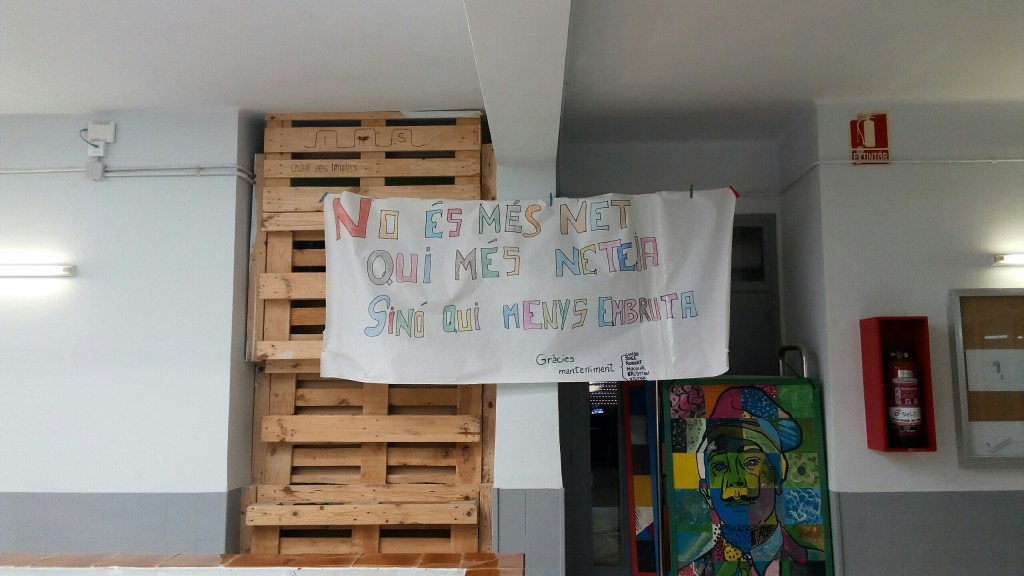 NO ÉS MÉS NET
QUI MÉS NETEJA
SINÓ QUI MENYS EMBRUTA
Gràcies
manteniment
EXTINTOR